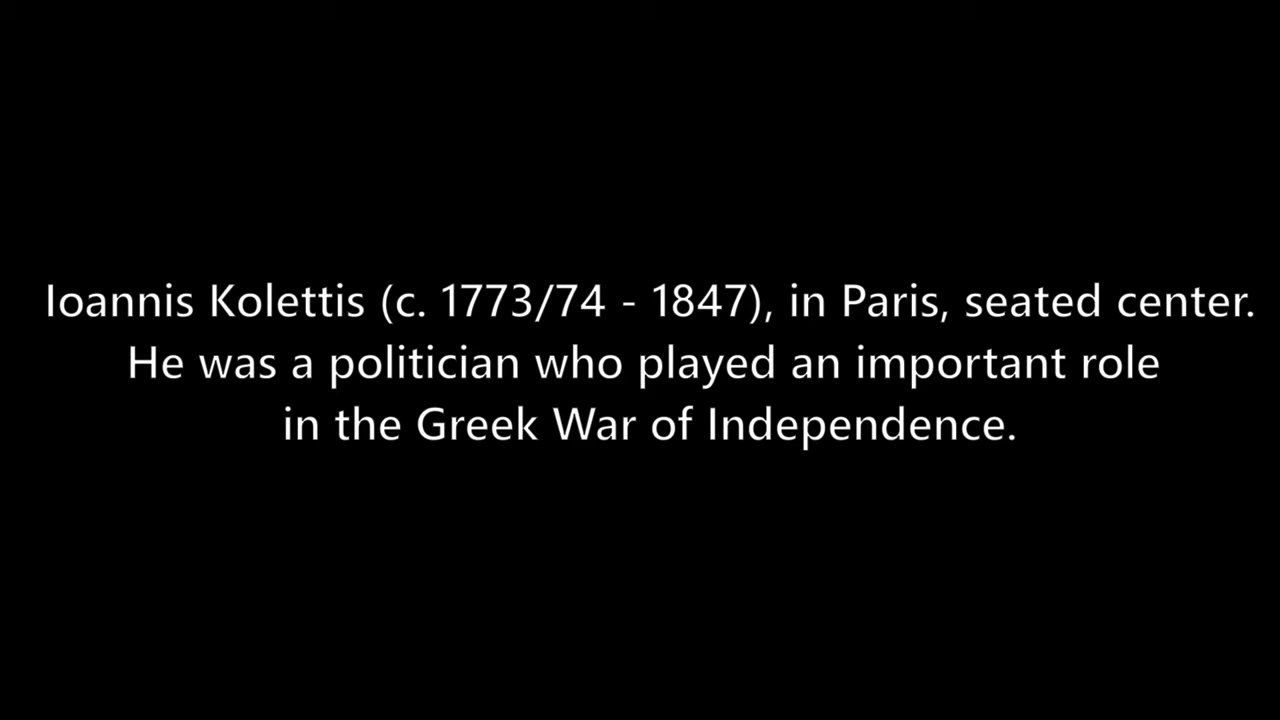 Ioannis Kolettis (c. 1773/74 - 1847), in Paris, seated center.
He was a politician who played an important role
in the Greek War of Independence.